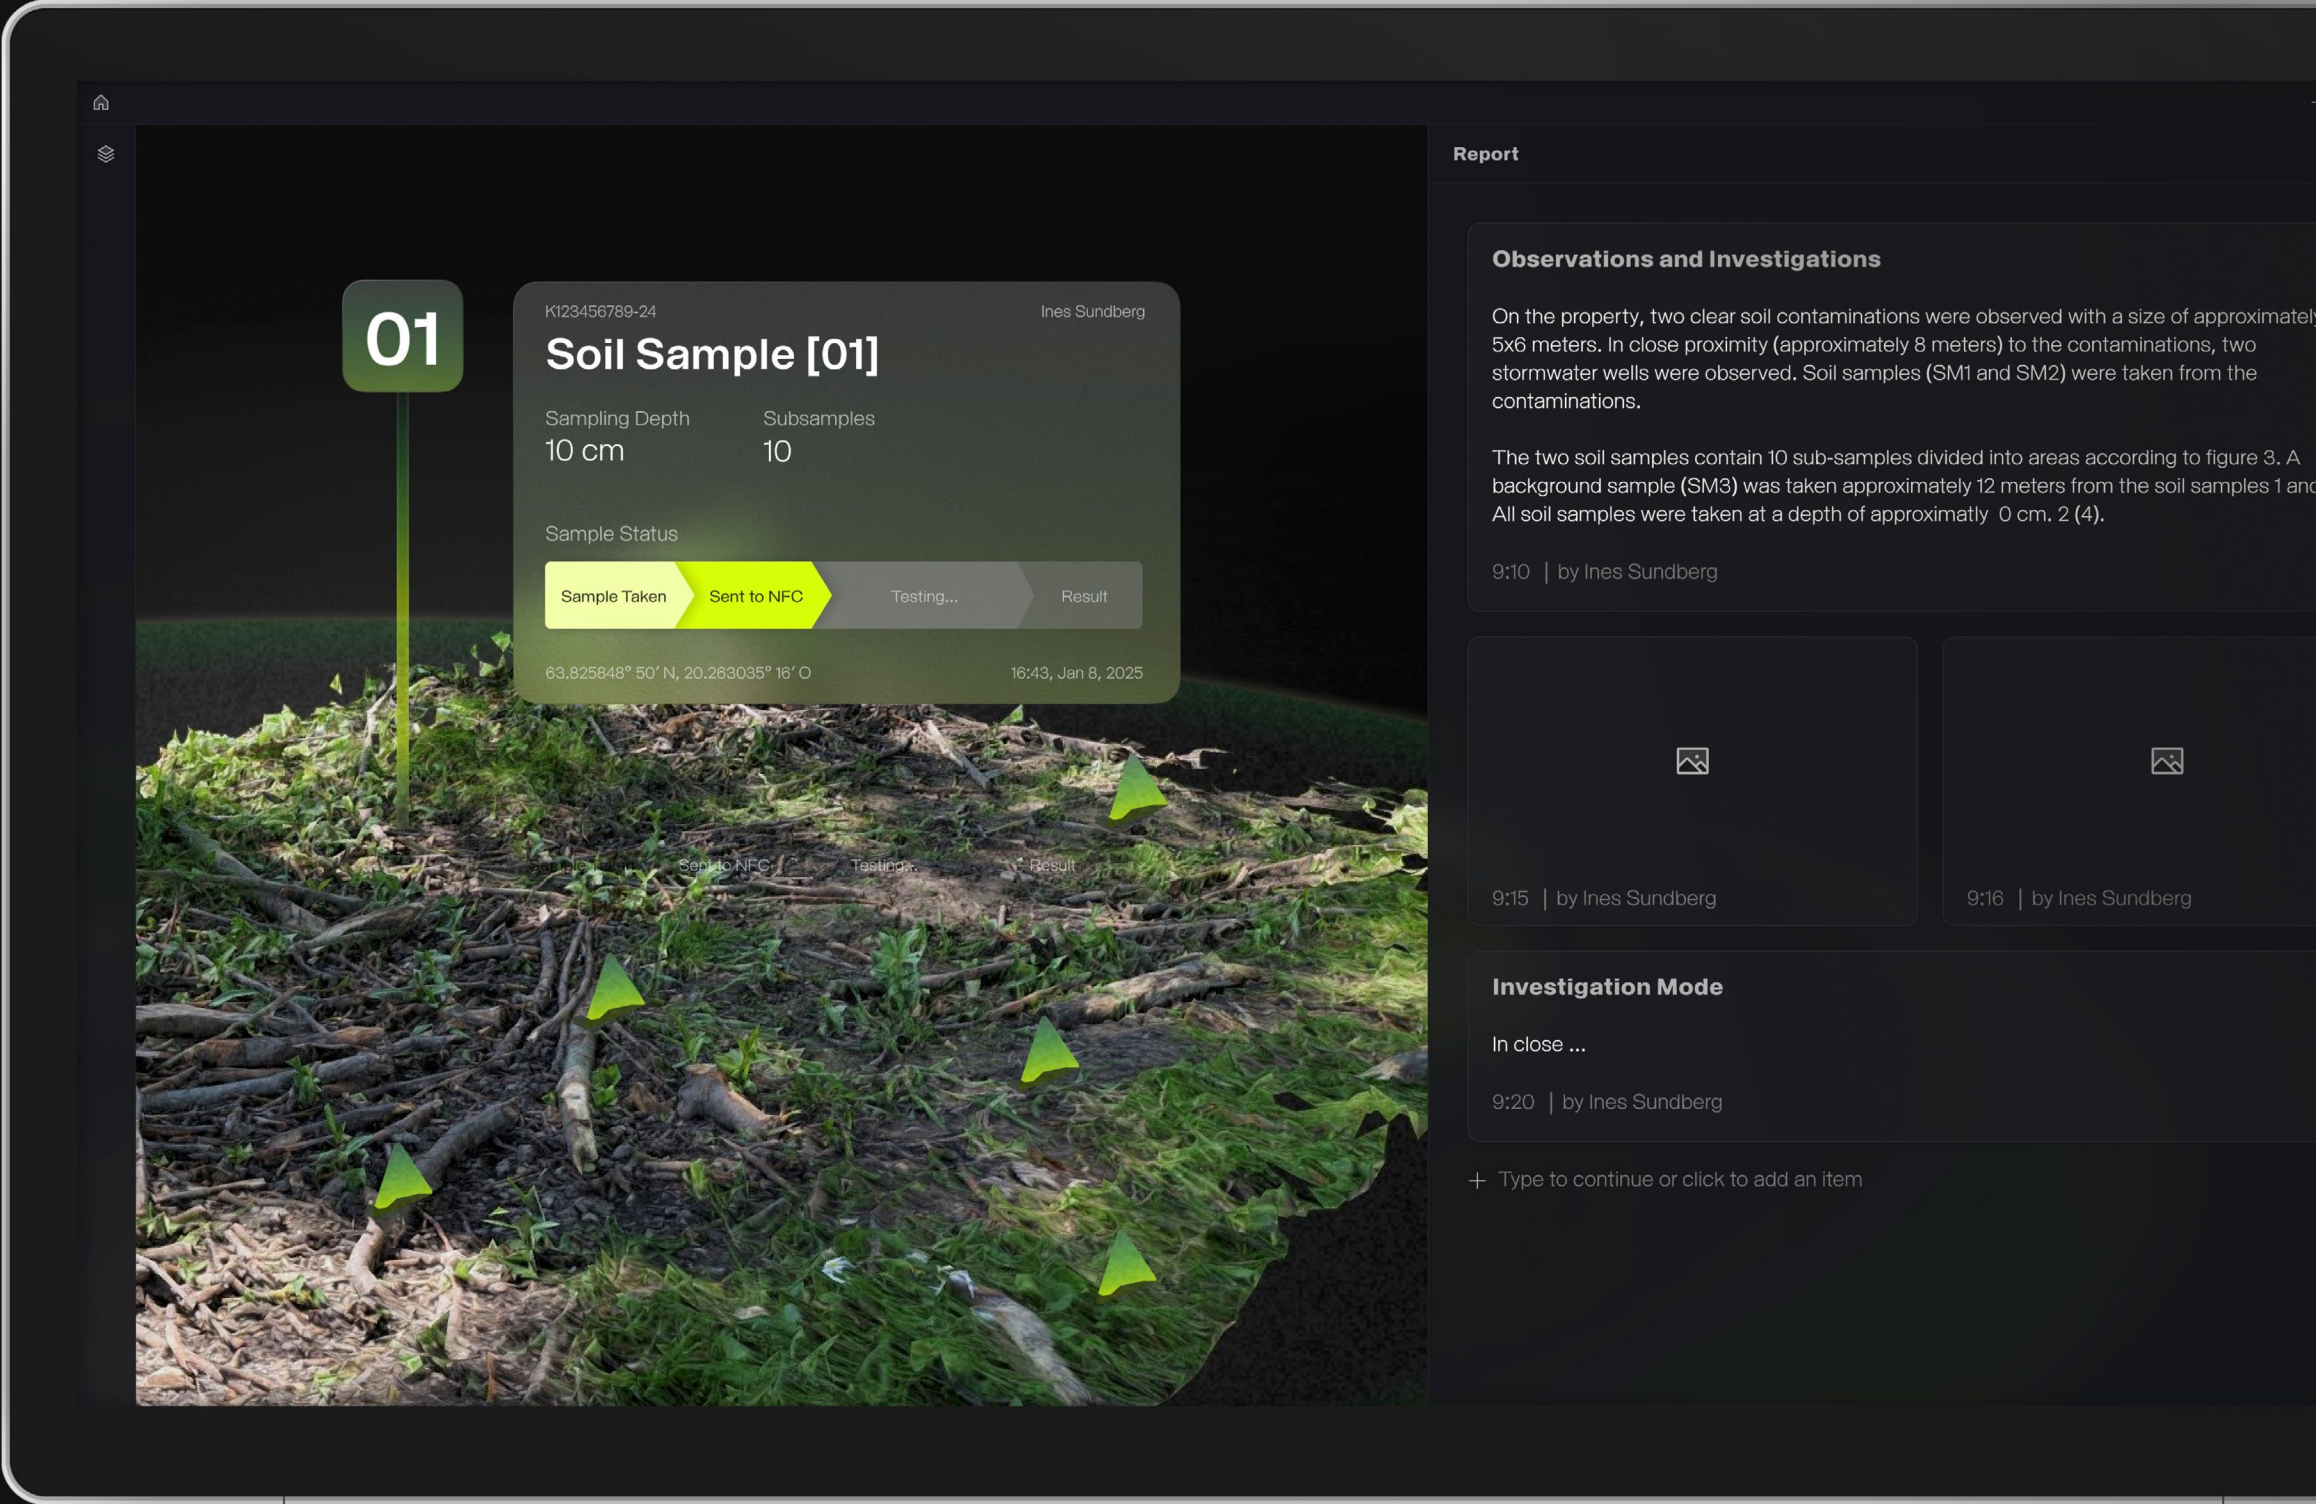 Report
01
K123456789-24
Ines Sundberg
Soil Sample [01]
Sampling Depth
Subsamples
10 cm
10
Sample Status
Sample Taken
Sent to NFC
Testing...
Result
63.825848° 50′ N, 20.263035° 16′ O
16:43, Jan 8, 2025
Sent to NFC
Testing...
Result
Observations and Investigations
On the property, two clear soil contaminations were observed with a size of approximately
5x6 meters. In close proximity (approximately 8 meters) to the contaminations, two
stormwater wells were observed. Soil samples (SM1 and SM2) were taken from the
contaminations.
The two soil samples contain 10 sub-samples divided into areas according to figure 3. A
background sample (SM3) was taken approximately 12 meters from the soil samples 1 and
All soil samples were taken at a depth of approximatly  0 cm. 2 (4).
9:10 | by Ines Sundberg
9:15 | by Ines Sundberg
9:16 | by Ines Sundberg
Investigation Mode
In close ...
9:20 | by Ines Sundberg
+ Type to continue or click to add an item